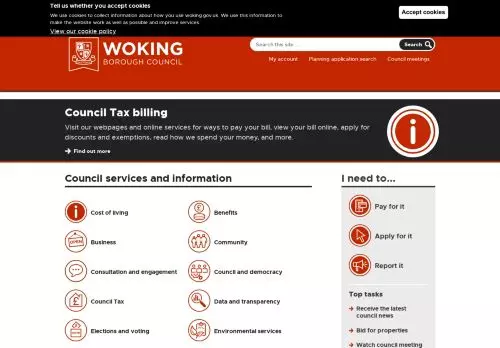 Tell us whether you accept cookies
We use cookies to collect information about how you use woking.gov.uk. We use this information to
make the website work as well as possible and improve services.
View our cookie policy
Accept cookies
WOKING
BOROUGH COUNCIL
Search this site ...
Search
My account
Planning application search
Council meetings
Council Tax billing
Visit our webpages and online services for ways to pay your bill, view your bill online, apply for
discounts and exemptions, read how we spend your money, and more.
Find out more
Council services and information
Cost of living
Benefits
OPEN
Business
Community
Consultation and engagement
Council and democracy
Council Tax
Data and transparency
Elections and voting
Environmental services
I need to...
Pay for it
Apply for it
Report it
Top tasks
Receive the latest
council news
Bid for properties
Watch council meeting